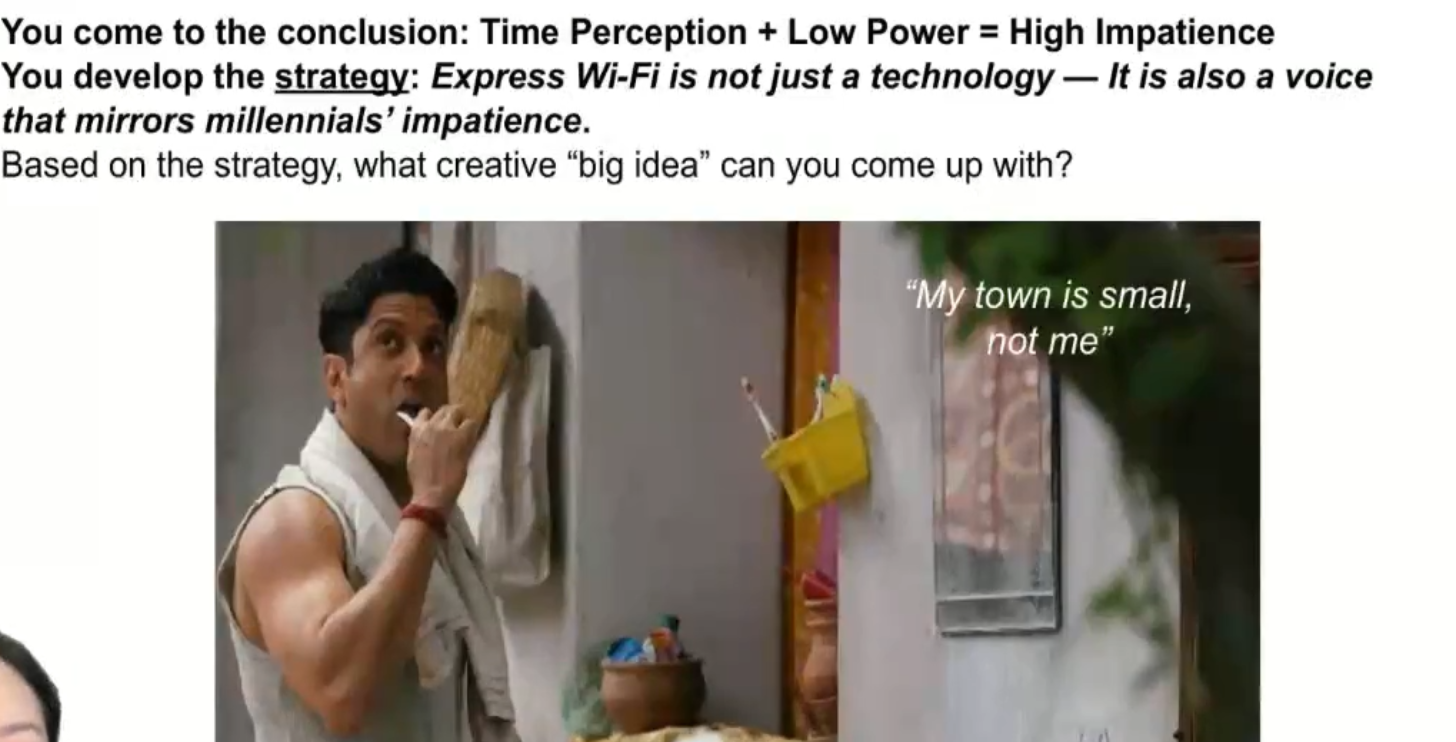 You come to the conclusion: Time Perception + Low Power = High Impatience
You develop the strategy: Express Wi-Fi is not just a technology — It is also a voice
that mirrors millennials’ impatience.
Based on the strategy, what creative “big idea” can you come up with?
“My town is small,
not me”